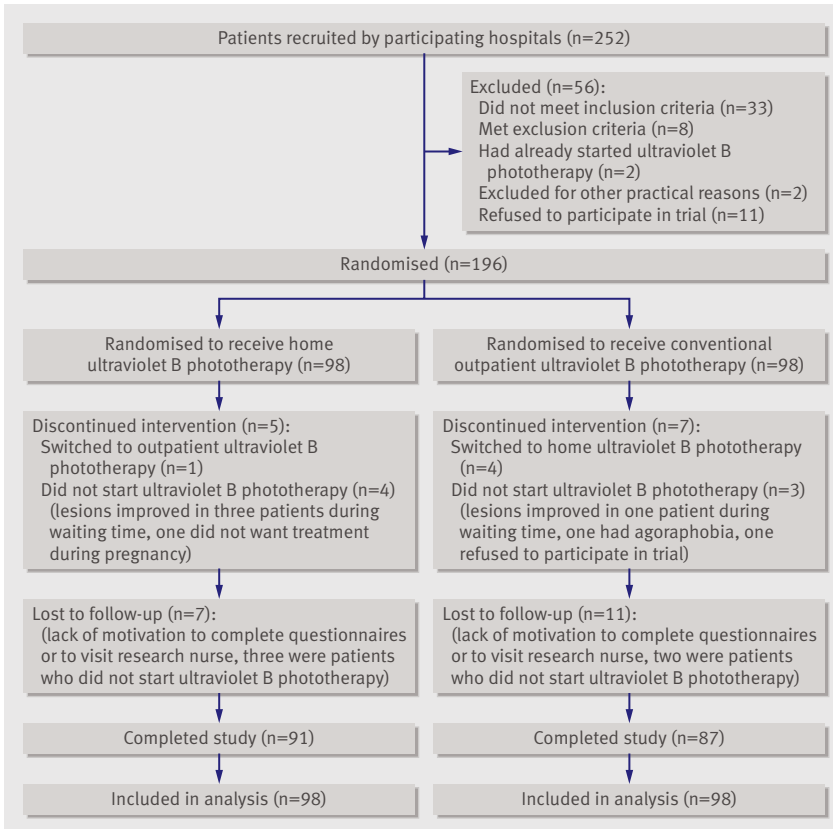 Patients recruited by participating hospitals (n=252)
Excluded (n=56):
Did not meet inclusion criteria (n=33)
Met exclusion criteria (n=8)
Had already started ultraviolet B
phototherapy (n=2)
Excluded for other practical reasons (n=2)
Refused to participate in trial (n=11)
Randomised (n=196)
Randomised to receive home
ultraviolet B phototherapy (n=98)
Discontinued intervention (n=5):
Switched to outpatient ultraviolet B
phototherapy (n=1)
Did not start ultraviolet B phototherapy (n=4)
(lesions improved in three patients during
waiting time, one did not want treatment
during pregnancy)
Lost to follow-up (n=7):
(lack of motivation to complete questionnaires
or to visit research nurse, three were patients
who did not start ultraviolet B phototherapy)
Completed study (n=91)
Included in analysis (n=98)
Randomised to receive conventional
outpatient ultraviolet B phototherapy (n=98)
Discontinued intervention (n=7):
Switched to home ultraviolet B phototherapy
(n=4)
Did not start ultraviolet B phototherapy (n=3)
(lesions improved in one patient during
waiting time, one had agoraphobia, one
refused to participate in trial)
Lost to follow-up (n=11):
(lack of motivation to complete questionnaires
or to visit research nurse, two were patients
who did not start ultraviolet B phototherapy)
Completed study (n=87)
Included in analysis (n=98)